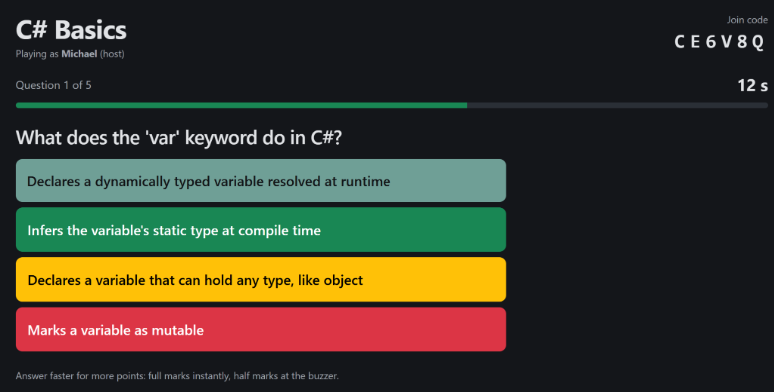 C# Basics
Join code
Playing as Michael (host)
CE6V8Q
Question 1 of 5
12 s
What does the 'var' keyword do in C#?
Declares a dynamically typed variable resolved at runtime
Infers the variable's static type at compile time
Declares a variable that can hold any type, like object
Marks a variable as mutable
Answer faster for more points: full marks instantly, half marks at the buzzer.